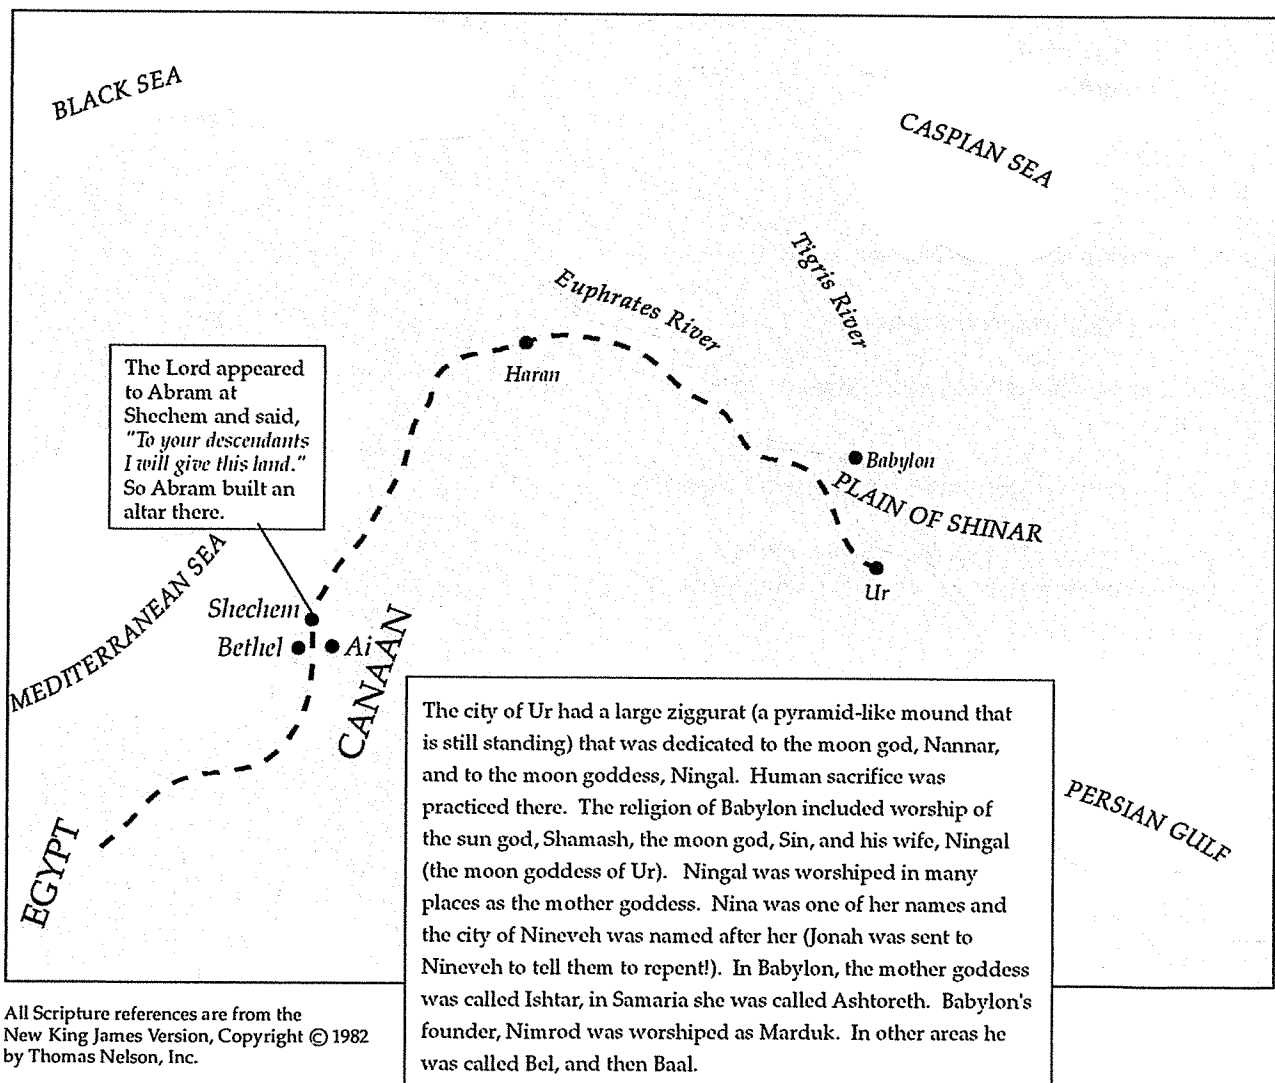 BLACK SEA
CASPIAN SEA
Tigris River
Euphrates River
Haran
The Lord appeared
to Abram at
Shechem and said,
"To your descendants
I will give this land."
So Abram built an
altar there.
Babylon
PLAIN OF SHINAR
Ur
MEDITERRANEAN SEA
Shechem
Bethel
Ai
CANAAN
EGYPT
PERSIAN GULF
The city of Ur had a large ziggurat (a pyramid-like mound that
is still standing) that was dedicated to the moon god, Nannar,
and to the moon goddess, Ningal. Human sacrifice was
practiced there. The religion of Babylon included worship of
the sun god, Shamash, the moon god, Sin, and his wife, Ningal
(the moon goddess of Ur). Ningal was worshiped in many
places as the mother goddess. Nina was one of her names and
the city of Nineveh was named after her (Jonah was sent to
Nineveh to tell them to repent!). In Babylon, the mother goddess
was called Ishtar, in Samaria she was called Ashtoreth. Babylon's
founder, Nimrod was worshiped as Marduk. In other areas he
was called Bel, and then Baal.
All Scripture references are from the
New King James Version, Copyright © 1982
by Thomas Nelson, Inc.